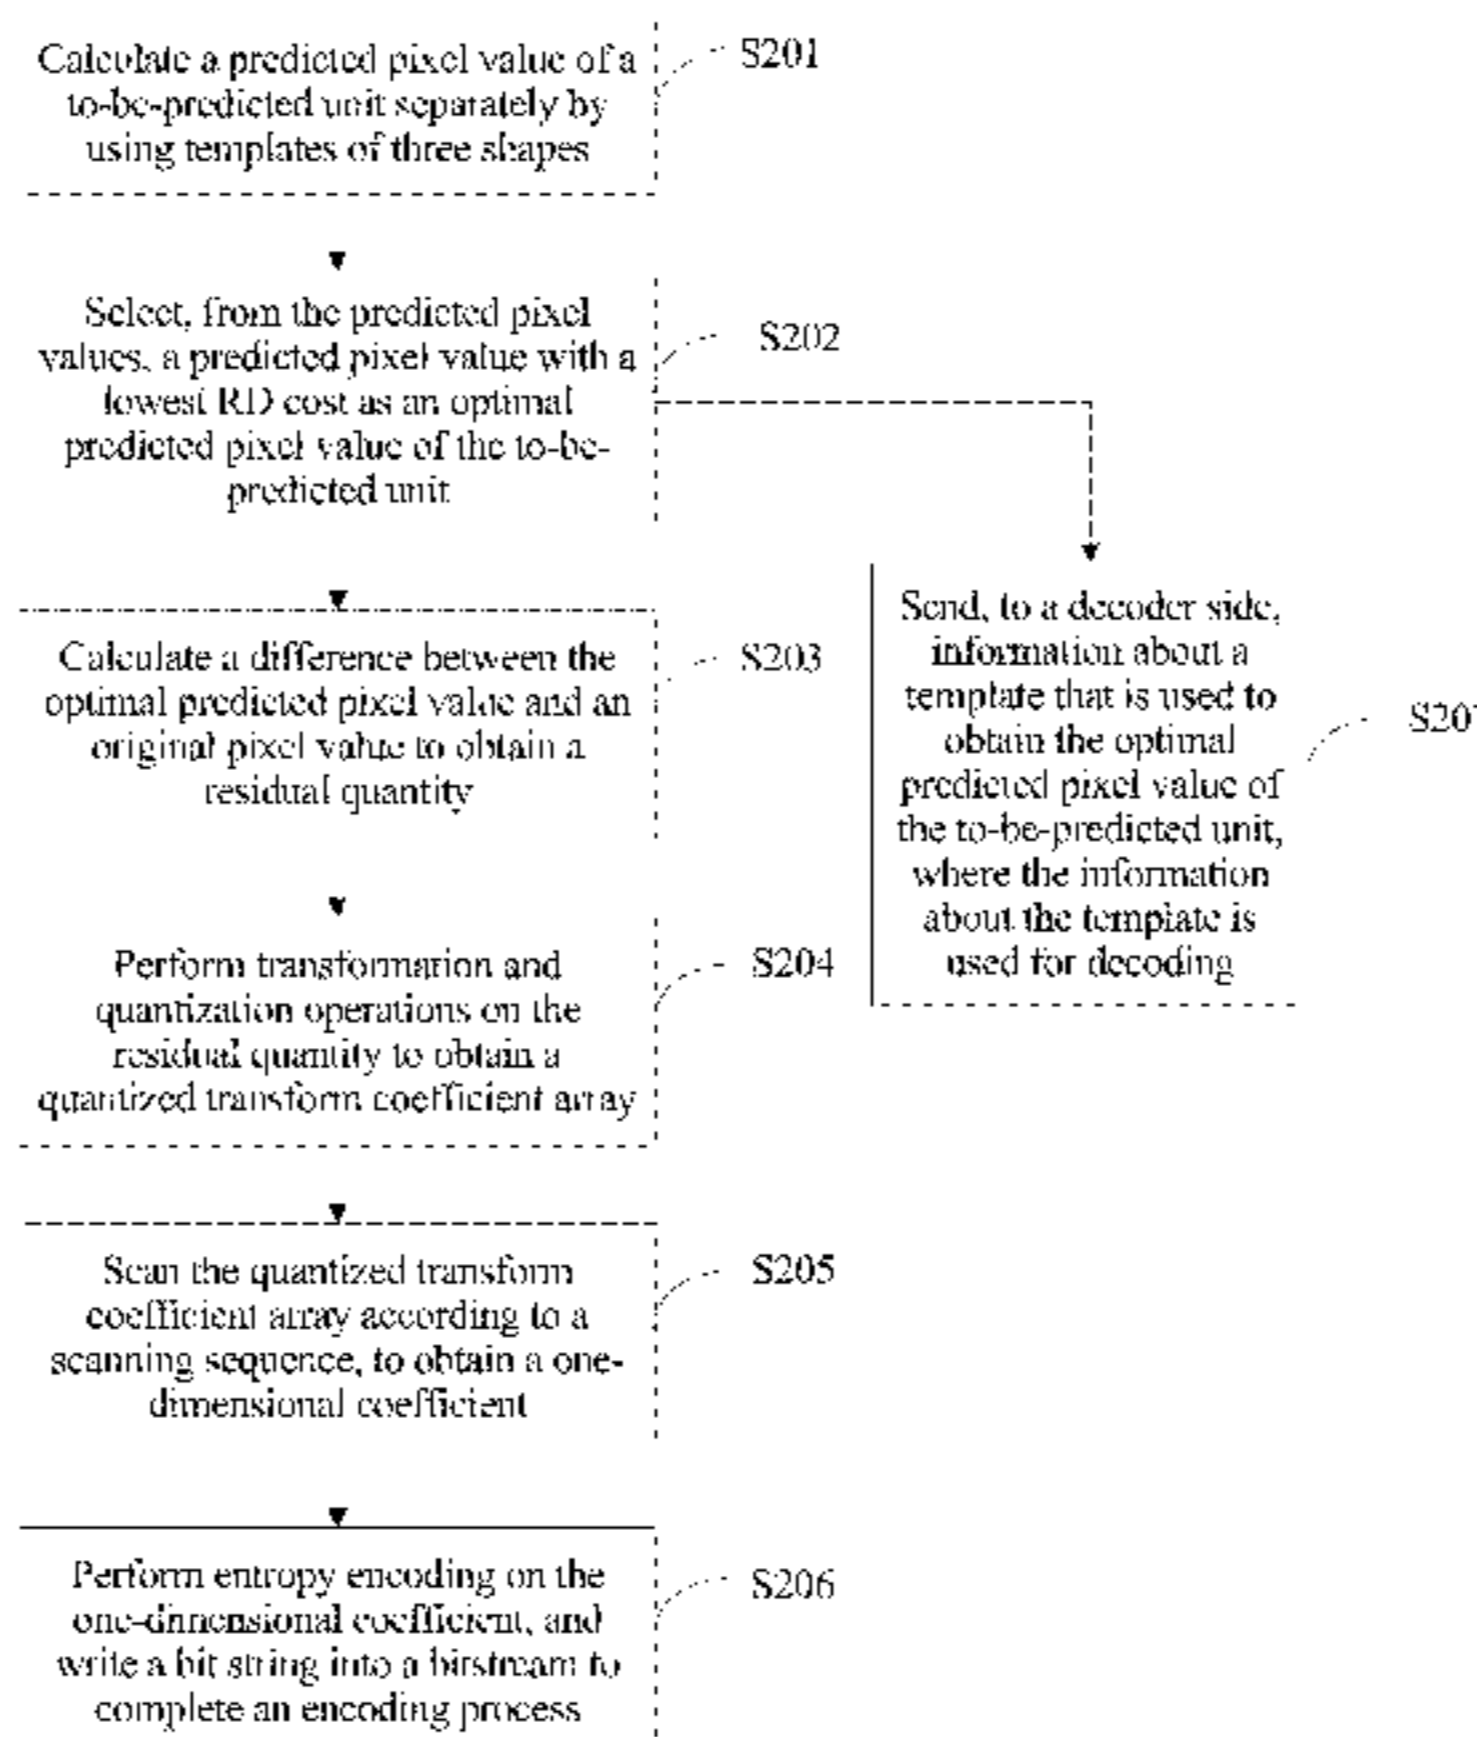 Calculate a predicted pixel value of a
to-be-predicted unit separately by
using templates of three shapes
S201
Select, from the predicted pixel
values, a predicted pixel value with a
lowest RD cost as an optimal
predicted pixel value of the to-be-
predicted unit
S202
Calculate a difference between the
optimal predicted pixel value and an
original pixel value to obtain a
residual quantity
S203
Send, to a decoder side,
information about a
template that is used to
obtain the optimal
predicted pixel value of
the to-be-predicted unit,
where the information
about the template is
used for decoding
Perform transformation and
quantization operations on the
residual quantity to obtain a
quantized transform coefficient array
S204
Scan the quantized transform
coefficient array according to a
scanning sequence, to obtain a one-
dimensional coefficient
S205
Perform entropy encoding on the
one-dimensional coefficient, and
write a bit string into a bitstream to
complete an encoding process
S206